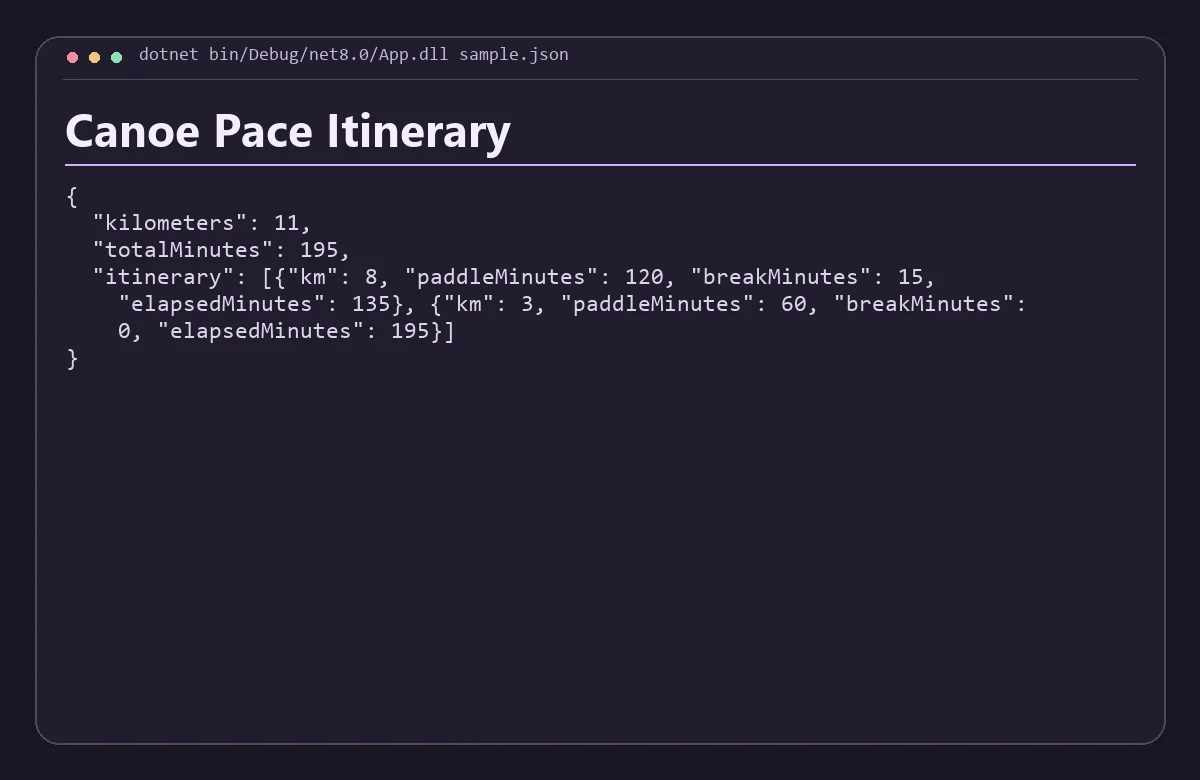 dotnet bin/Debug/net8.0/App.dll sample.json
Canoe Pace Itinerary
{
  "kilometers": 11,
  "totalMinutes": 195,
  "itinerary": [{"km": 8, "paddleMinutes": 120, "breakMinutes": 15,
    "elapsedMinutes": 135}, {"km": 3, "paddleMinutes": 60, "breakMinutes":
    0, "elapsedMinutes": 195}]
}